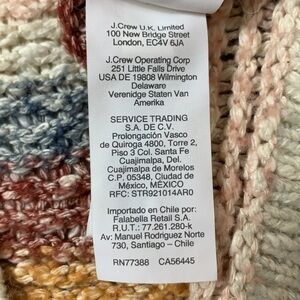 J.Crew U.K. Limited
100 New Bridge Street
London, EC4V 6JA
J.Crew Operating Corp
251 Little Falls Drive
USA DE 19808 Wilmington
Delaware
Verenidge Staten Van
Amerika
SERVICE TRADING
S.A. DE C.V.
Prolongación Vasco
de Quiroga 4800, Torre 2,
Piso 3 Col. Santa Fe
Cuajimalpa, Del.
Cuajimalpa de Morelos
C.P. 05348, Ciudad de
México, MÉXICO
RFC: STR921014AR0
Importado en Chile por:
Falabella Retail S.A.
R.U.T.: 77.261.280-k
Av: Manuel Rodriguez Norte
730, Santiago - Chile
RN77388 CA56445